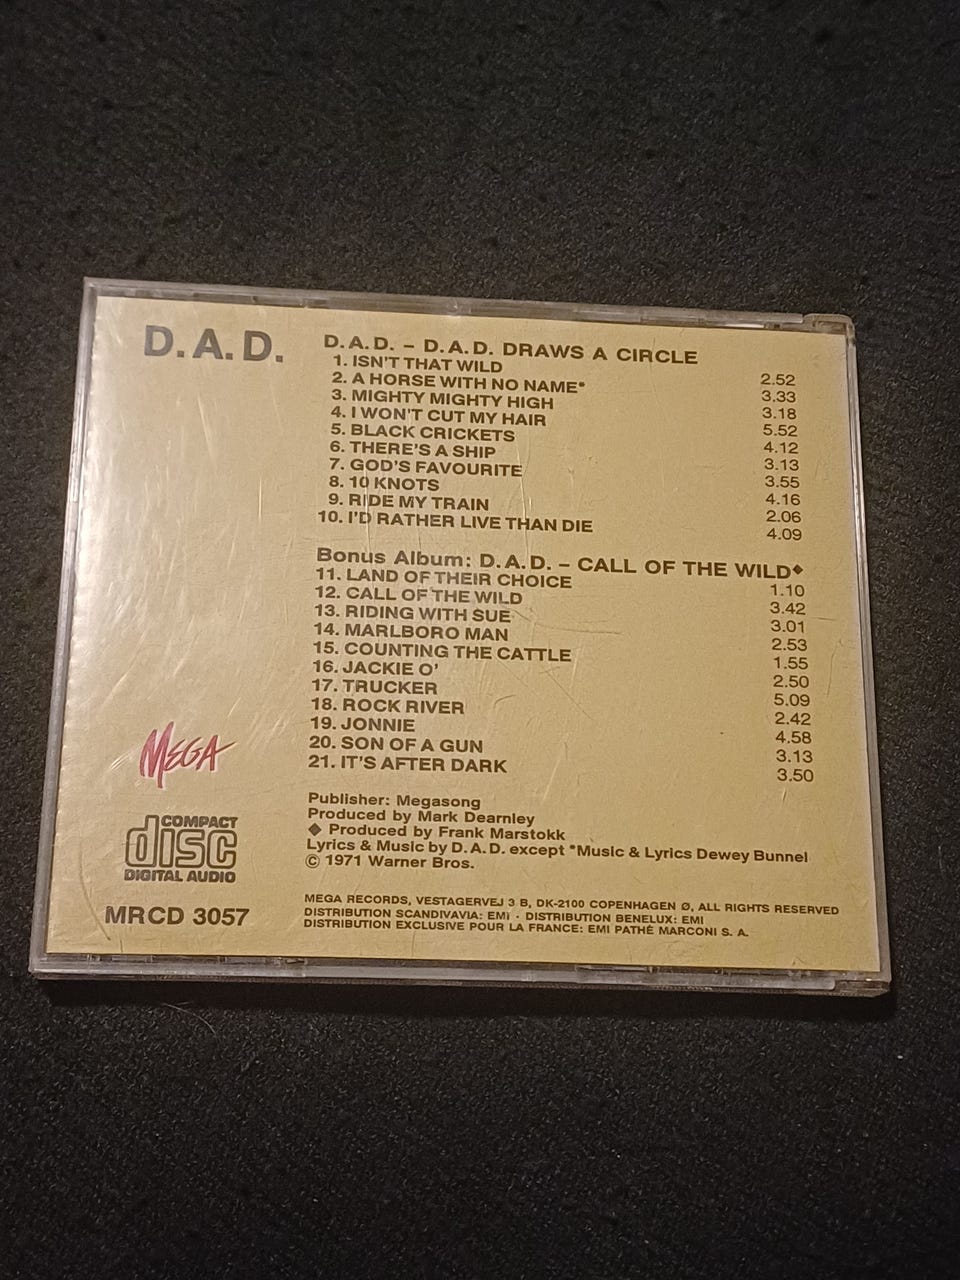 D.A.D.
D.A.D. – D.A.D. DRAWS A CIRCLE
1. ISN'T THAT WILD 2.52
2. A HORSE WITH NO NAME* 3.33
3. MIGHTY MIGHTY HIGH 3.18
4. I WON'T CUT MY HAIR 5.52
5. BLACK CRICKETS 4.12
6. THERE'S A SHIP 3.13
7. GOD'S FAVOURITE 3.55
8. 10 KNOTS 4.16
9. RIDE MY TRAIN 2.06
10. I'D RATHER LIVE THAN DIE 4.09
Bonus Album: D.A.D. – CALL OF THE WILD◆
11. LAND OF THEIR CHOICE 1.10
12. CALL OF THE WILD 3.42
13. RIDING WITH SUE 3.01
14. MARLBORO MAN 2.53
15. COUNTING THE CATTLE 1.55
16. JACKIE O' 2.50
17. TRUCKER 5.09
18. ROCK RIVER 2.42
19. JONNIE 4.58
20. SON OF A GUN 3.13
21. IT'S AFTER DARK 3.50
MEGA
COMPACT
disc
DIGITAL AUDIO
MRCD 3057
Publisher: Megasong
Produced by Mark Dearnley
◆ Produced by Frank Marstokk
Lyrics & Music by D.A.D. except *Music & Lyrics Dewey Bunnel
© 1971 Warner Bros.
MEGA RECORDS, VESTAGERVEJ 3 B, DK-2100 COPENHAGEN Ø, ALL RIGHTS RESERVED
DISTRIBUTION SCANDIVAVIA: EMI · DISTRIBUTION BENELUX: EMI
DISTRIBUTION EXCLUSIVE POUR LA FRANCE: EMI PATHÉ MARCONI S. A.